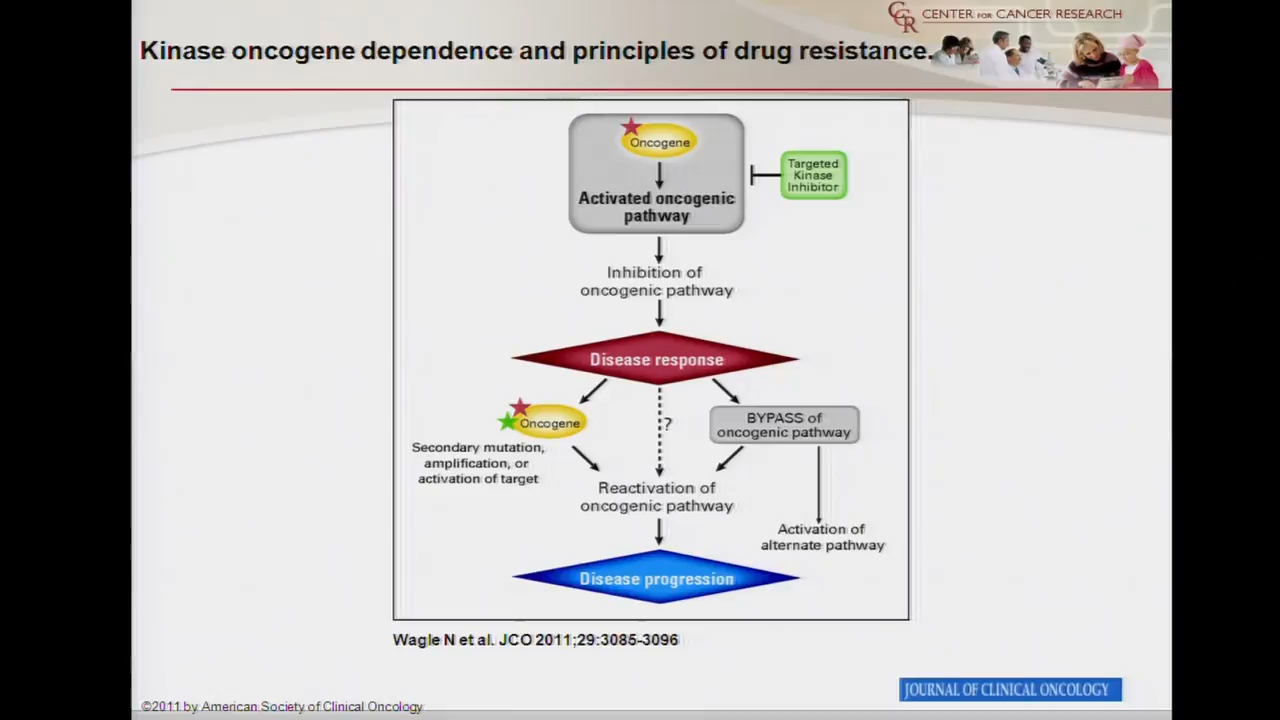 CCR CENTER FOR CANCER RESEARCH
Kinase oncogene dependence and principles of drug resistance.
Oncogene
Activated oncogenic
pathway
Targeted
Kinase
Inhibitor
Inhibition of
oncogenic pathway
Disease response
Oncogene
Secondary mutation,
amplification, or
activation of target
?
BYPASS of
oncogenic pathway
Reactivation of
oncogenic pathway
Activation of
alternate pathway
Disease progression
Wagle N et al. JCO 2011;29:3085-3096
JOURNAL OF CLINICAL ONCOLOGY
©2011 by American Society of Clinical Oncology